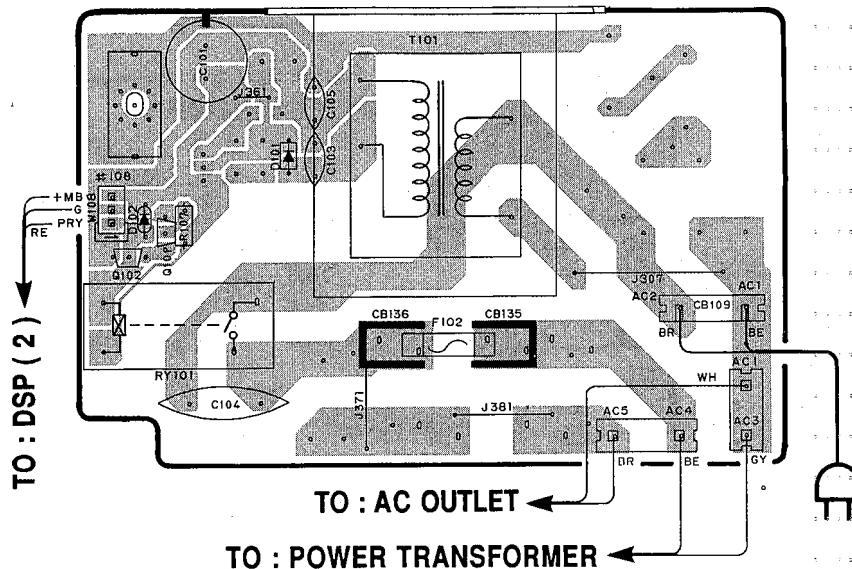 T101
C101
J361
C105
C103
D101
#108
W108
+MB
G
PRY
RE
D102
Q102
TO : DSP ( 2 )
RY101
C104
CB136
F102
CB135
J371
J381
J307
AC2
CB109
AC1
BR
BE
WH
AC1
AC5
AC4
AC3
BR
BE
GY
TO : AC OUTLET
TO : POWER TRANSFORMER